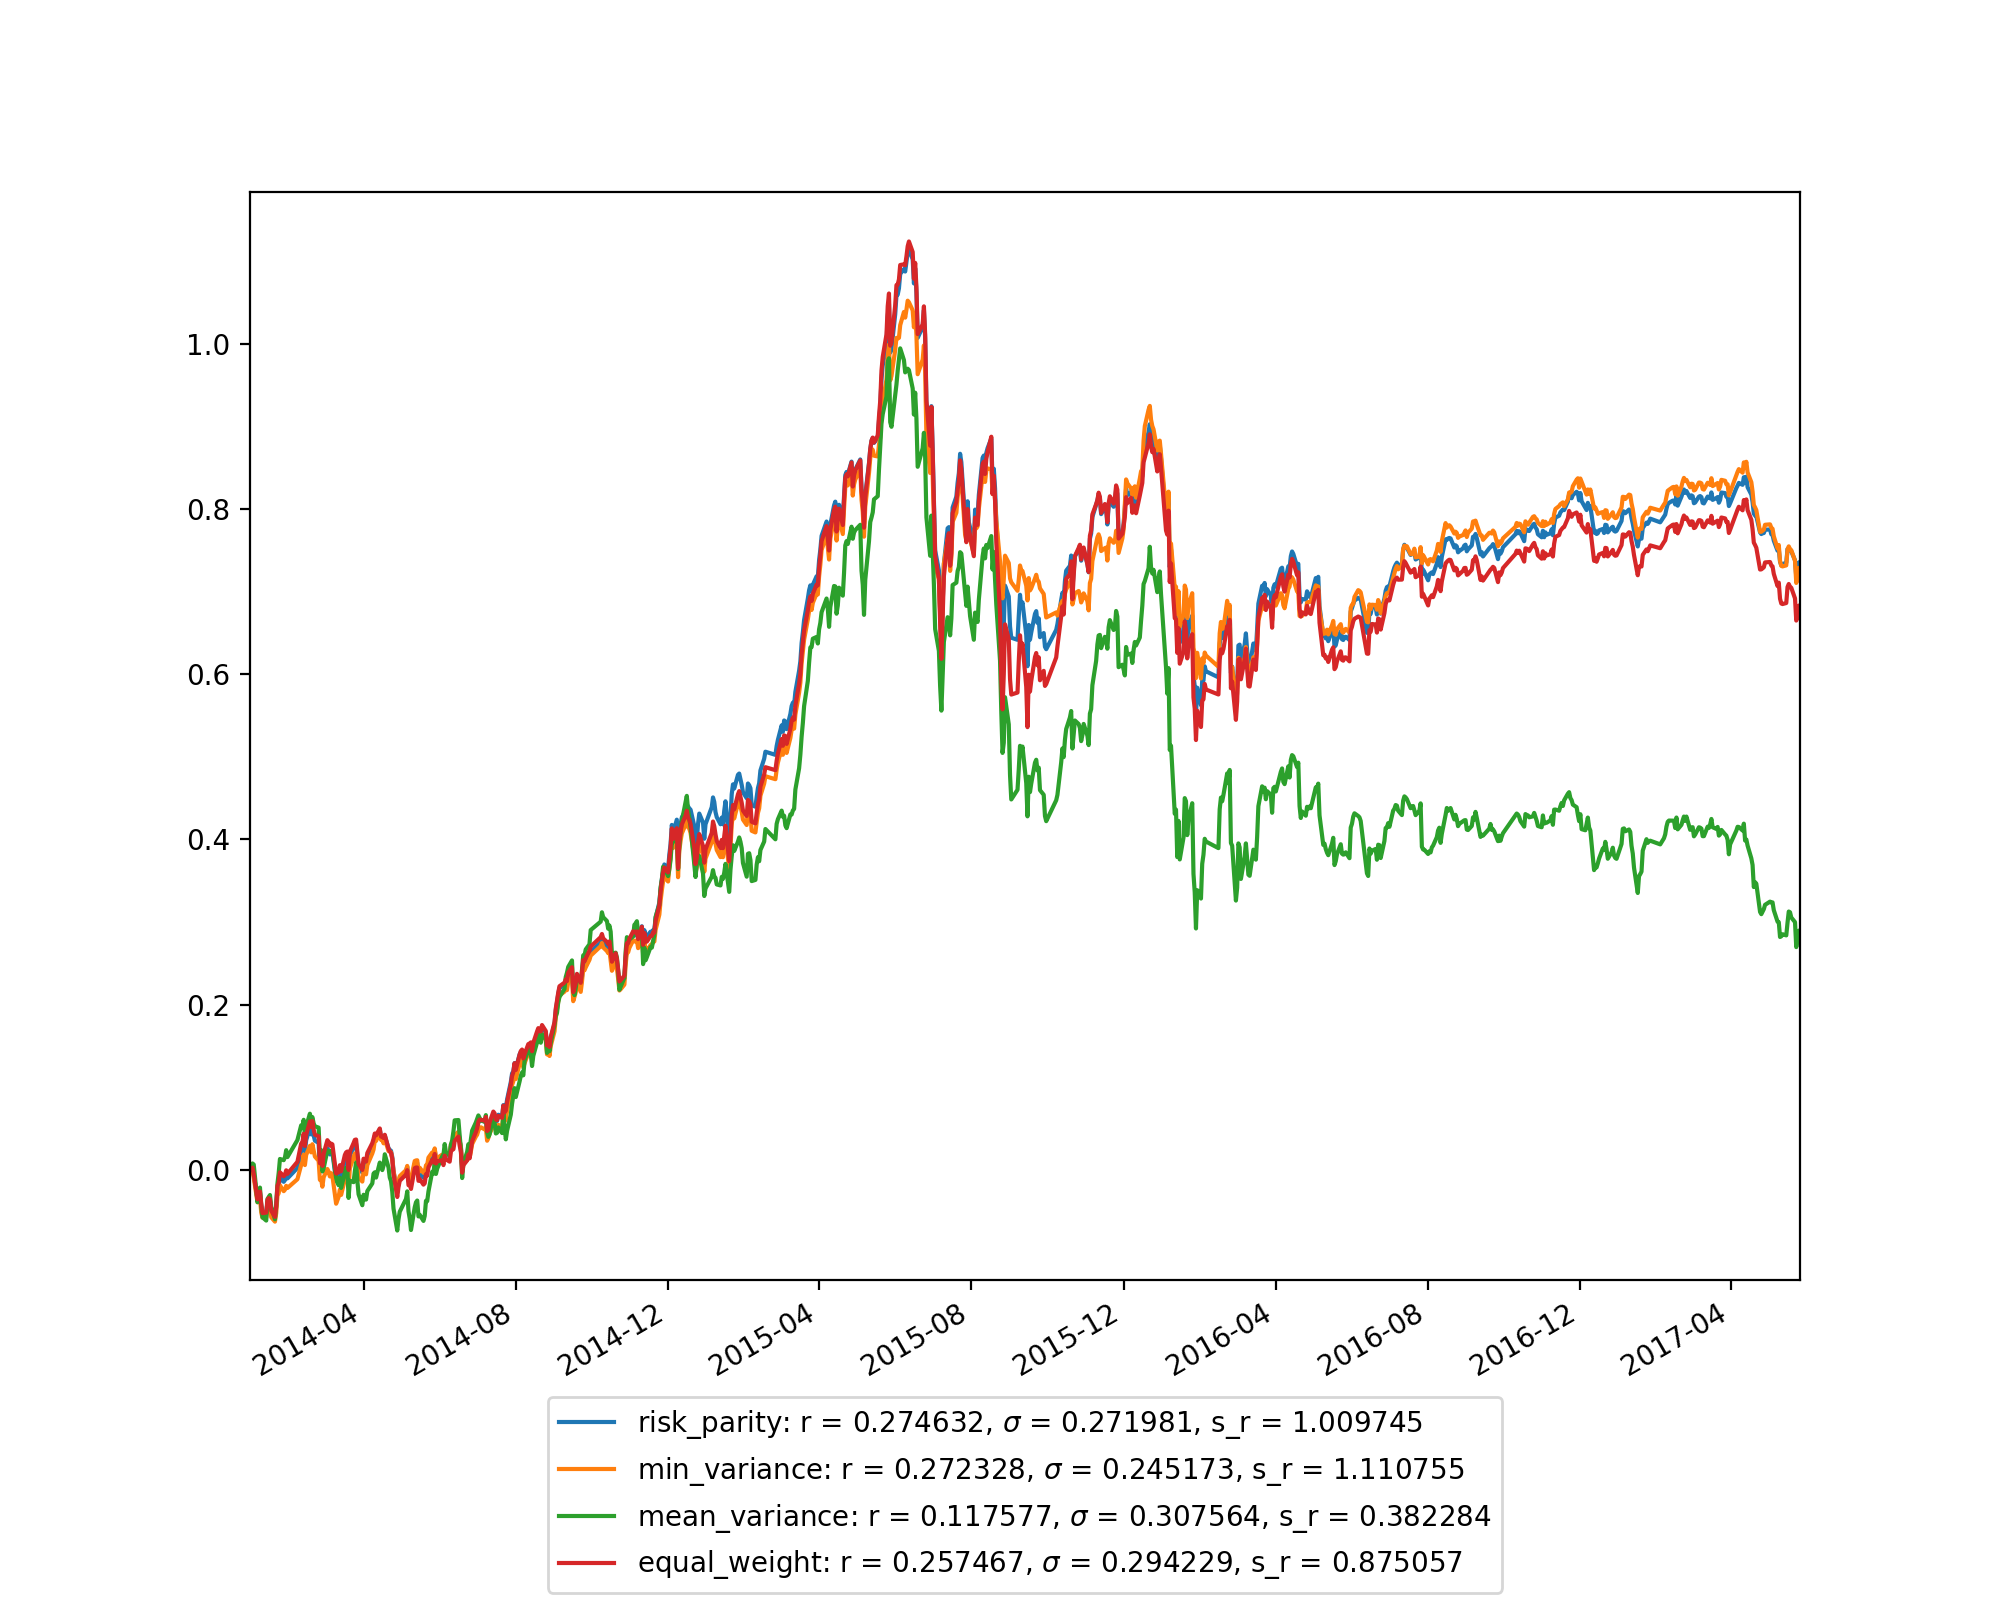 1.0
0.8
0.6
0.4
0.2
0.0
2014-04 2014-08 2014-12 2015-04 2015-08 2015-12 2016-04 2016-08 2016-12 2017-04
risk_parity: r = 0.274632, σ = 0.271981, s_r = 1.009745
min_variance: r = 0.272328, σ = 0.245173, s_r = 1.110755
mean_variance: r = 0.117577, σ = 0.307564, s_r = 0.382284
equal_weight: r = 0.257467, σ = 0.294229, s_r = 0.875057